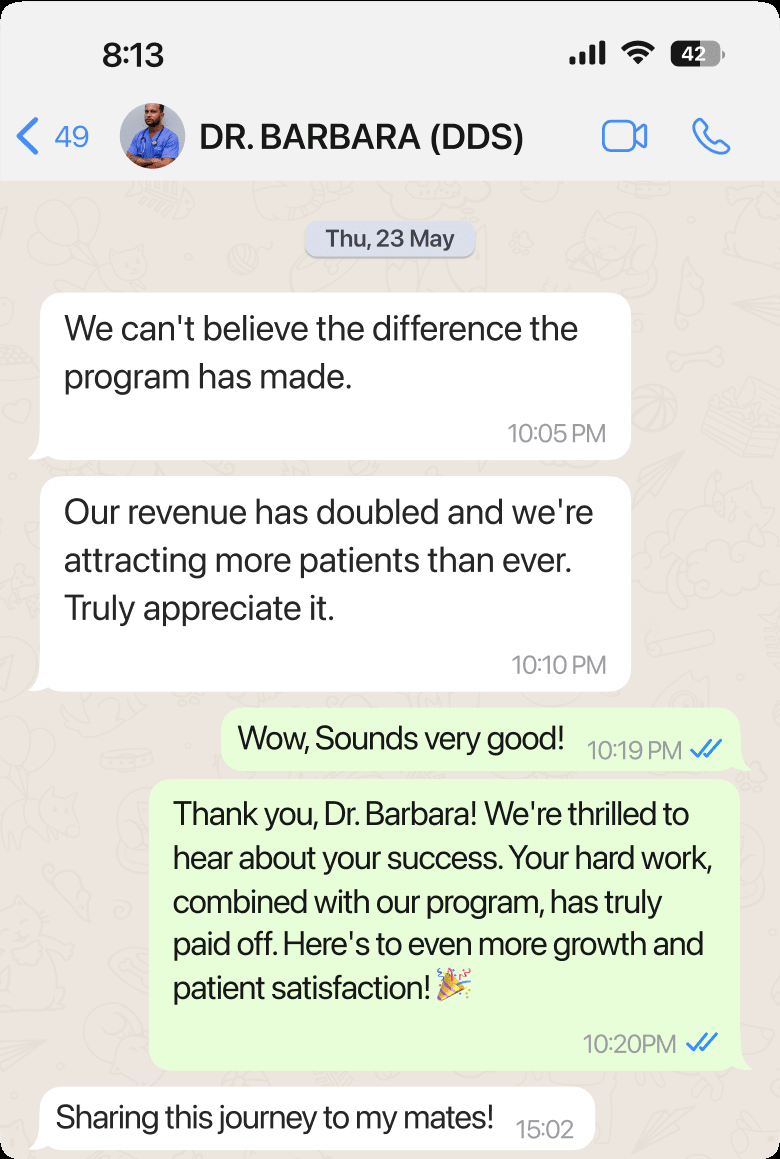 8:13
42
49
DR. BARBARA (DDS)
Thu, 23 May
We can't believe the difference the
program has made.
10:05 PM
Our revenue has doubled and we're
attracting more patients than ever.
Truly appreciate it.
10:10 PM
Wow, Sounds very good!
10:19 PM
Thank you, Dr. Barbara! We're thrilled to
hear about your success. Your hard work,
combined with our program, has truly
paid off. Here's to even more growth and
patient satisfaction!🎉
10:20PM
Sharing this journey to my mates!
15:02